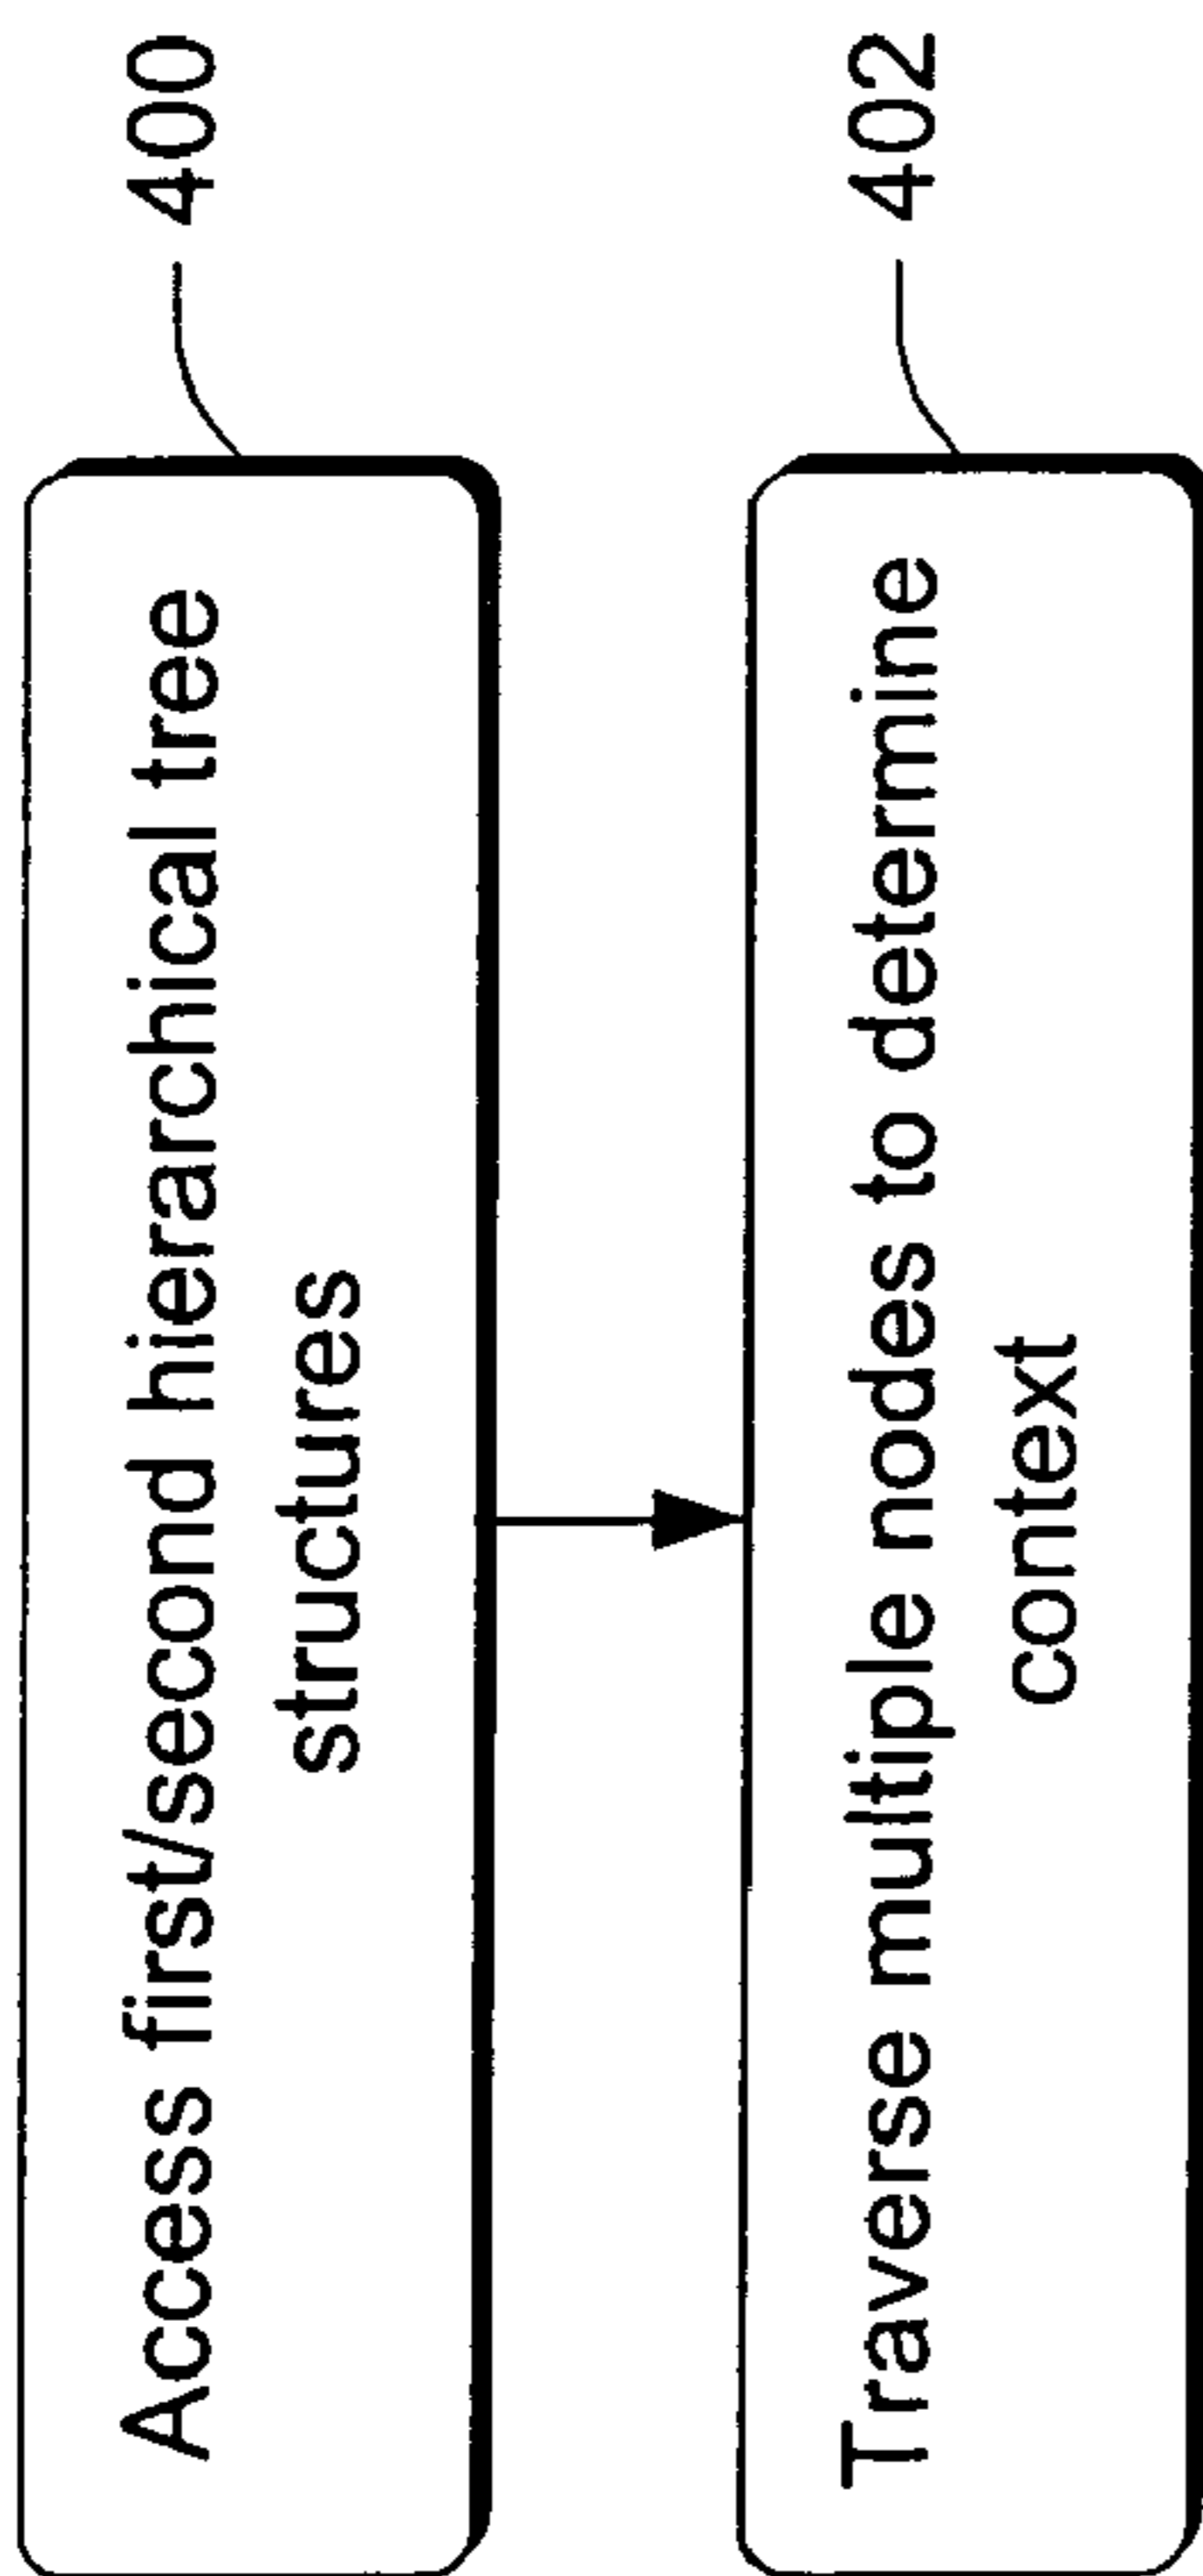 Access first/second hierarchical tree
structures
400
Traverse multiple nodes to determine
context
402